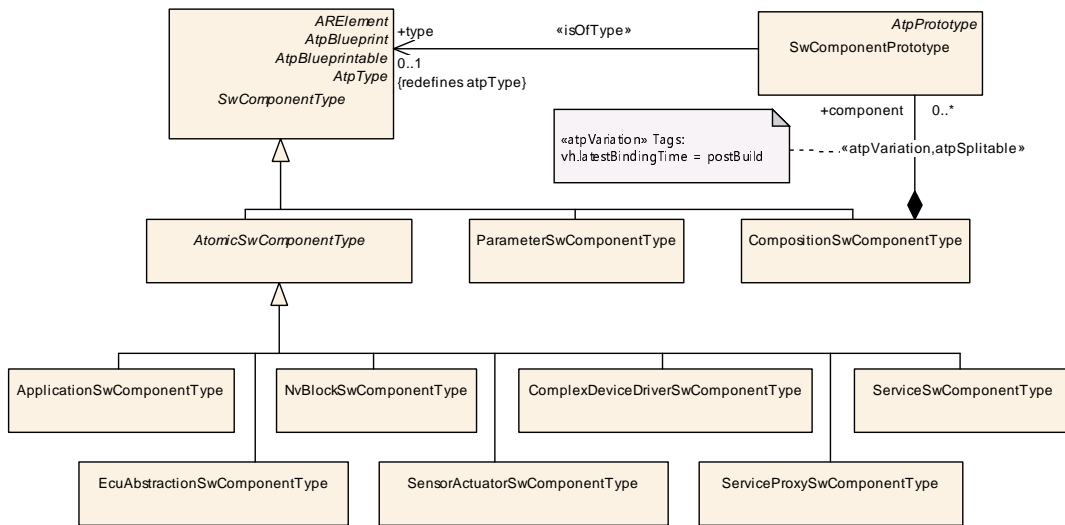 ARElement
AtpBlueprint
AtpBlueprintable
AtpType
SwComponentType
+type
0..1
{redefines atpType}
«isOfType»
AtpPrototype
SwComponentPrototype
+component 0..*
«atpVariation» Tags:
vh.latestBindingTime = postBuild
«atpVariation,atpSplitable»
AtomicSwComponentType
ParameterSwComponentType
CompositionSwComponentType
ApplicationSwComponentType
NvBlockSwComponentType
ComplexDeviceDriverSwComponentType
ServiceSwComponentType
EcuAbstractionSwComponentType
SensorActuatorSwComponentType
ServiceProxySwComponentType